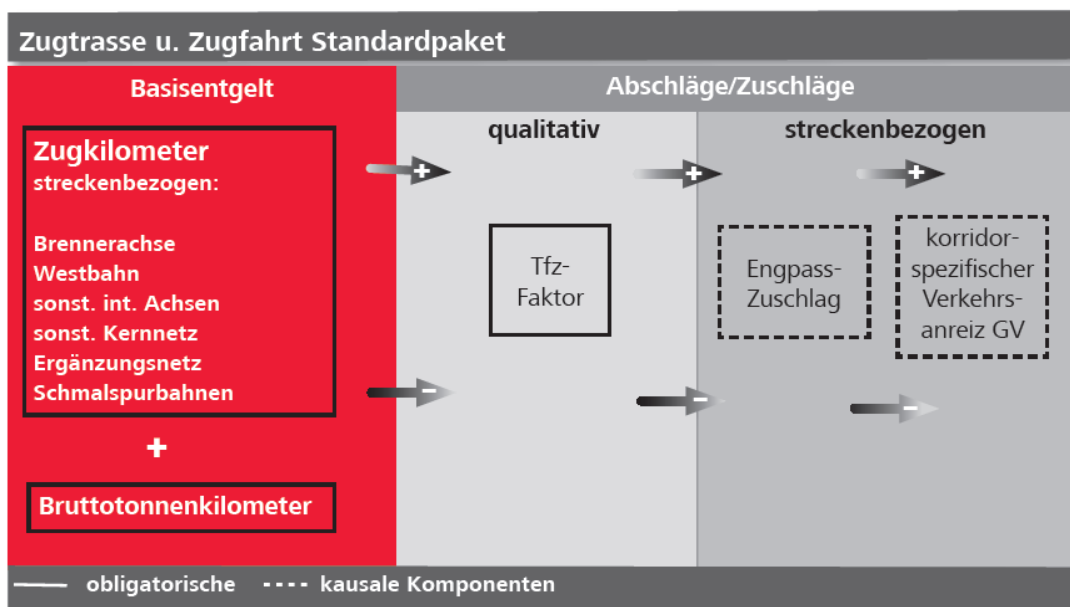 Zugtrasse u. Zugfahrt Standardpaket
Basisentgelt
Zugkilometer
streckenbezogen:
Brennerachse
Westbahn
sonst. int. Achsen
sonst. Kernnetz
Ergänzungsnetz
Schmalspurbahnen
+
Bruttotonnenkilometer
Abschläge/Zuschläge
qualitativ
+
+
Tfz-
Faktor
-
-
streckenbezogen
+
Engpass-
Zuschlag
korridor-
spezifischer
Verkehrs-
anreiz GV
-
obligatorische
kausale Komponenten